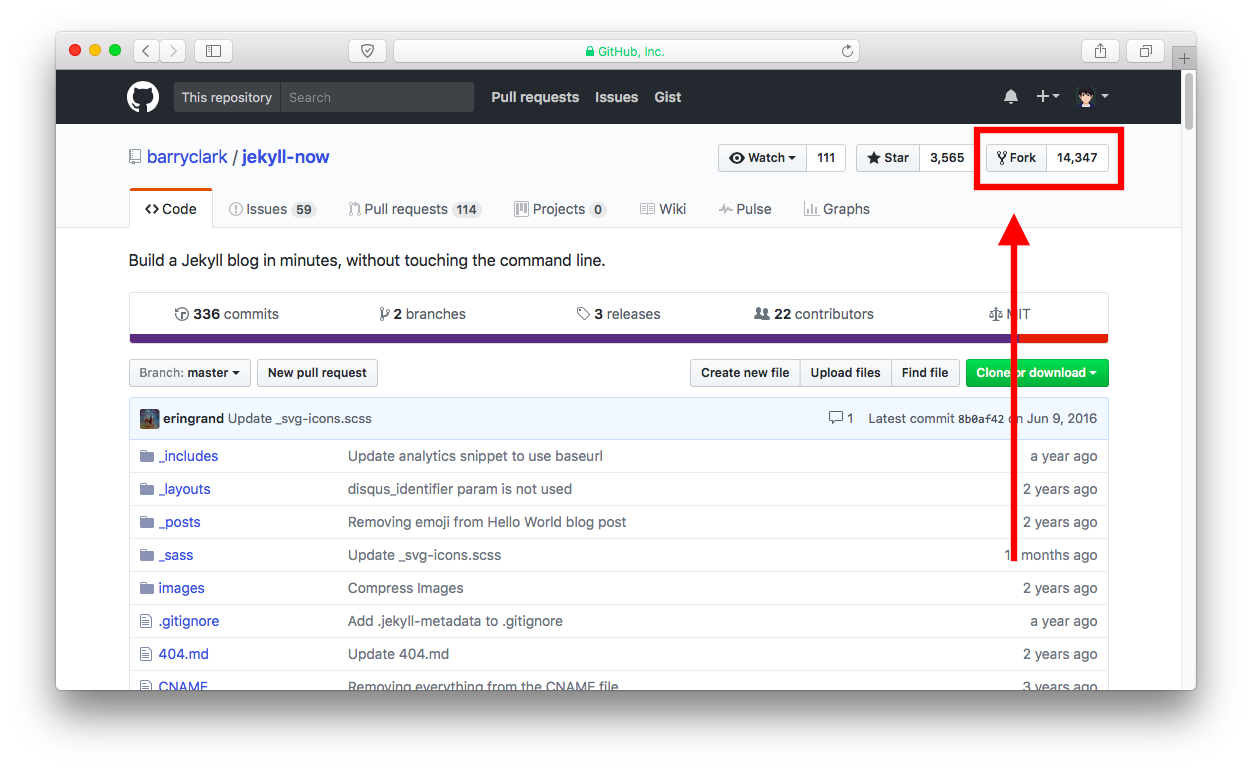 GitHub, Inc.
This repository Search Pull requests Issues Gist
barryclark / jekyll-now Watch 111 Star 3,565 Fork 14,347
Code Issues 59 Pull requests 114 Projects 0 Wiki Pulse Graphs
Build a Jekyll blog in minutes, without touching the command line.
336 commits 2 branches 3 releases 22 contributors MIT
Branch: master New pull request Create new file Upload files Find file Clone or download
eringrand Update _svg-icons.scss 1 Latest commit 8b0af42 on Jun 9, 2016
_includes Update analytics snippet to use baseurl a year ago
_layouts disqus_identifier param is not used 2 years ago
_posts Removing emoji from Hello World blog post 2 years ago
_sass Update _svg-icons.scss months ago
images Compress Images 2 years ago
.gitignore Add .jekyll-metadata to .gitignore a year ago
404.md Update 404.md 2 years ago
CNAME Removing everything from the CNAME file 3 years ago